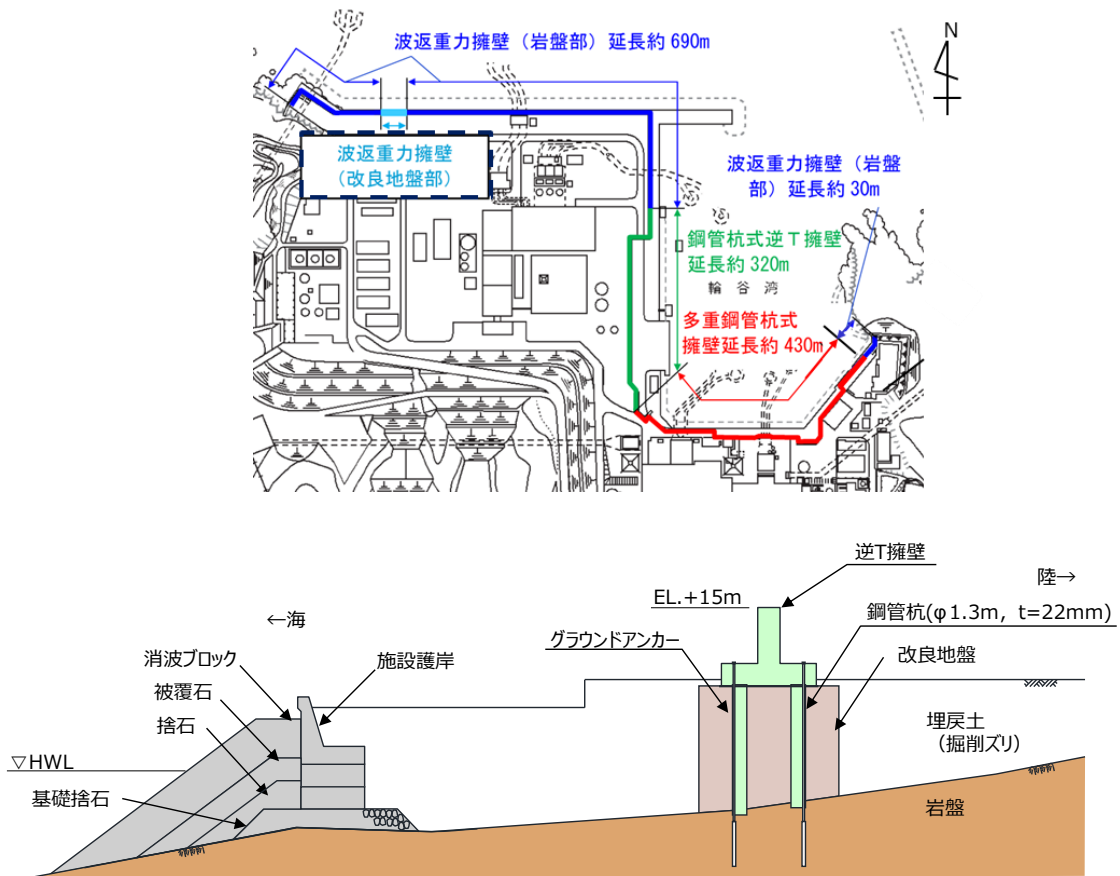 波返重力擁壁（岩盤部）延長約 690m
N
波返重力擁壁
（改良地盤部）
波返重力擁壁（岩盤
部）延長約 30m
鋼管杭式逆Ｔ擁壁
延長約 320m
輪 谷 湾
多重鋼管杭式
擁壁延長約 430m
逆T擁壁
陸→
EL.+15m
鋼管杭(φ1.3m, t=22mm)
←海
グラウンドアンカー
改良地盤
消波ブロック
施設護岸
被覆石
捨石
埋戻土
（掘削ズリ）
▽HWL
基礎捨石
岩盤